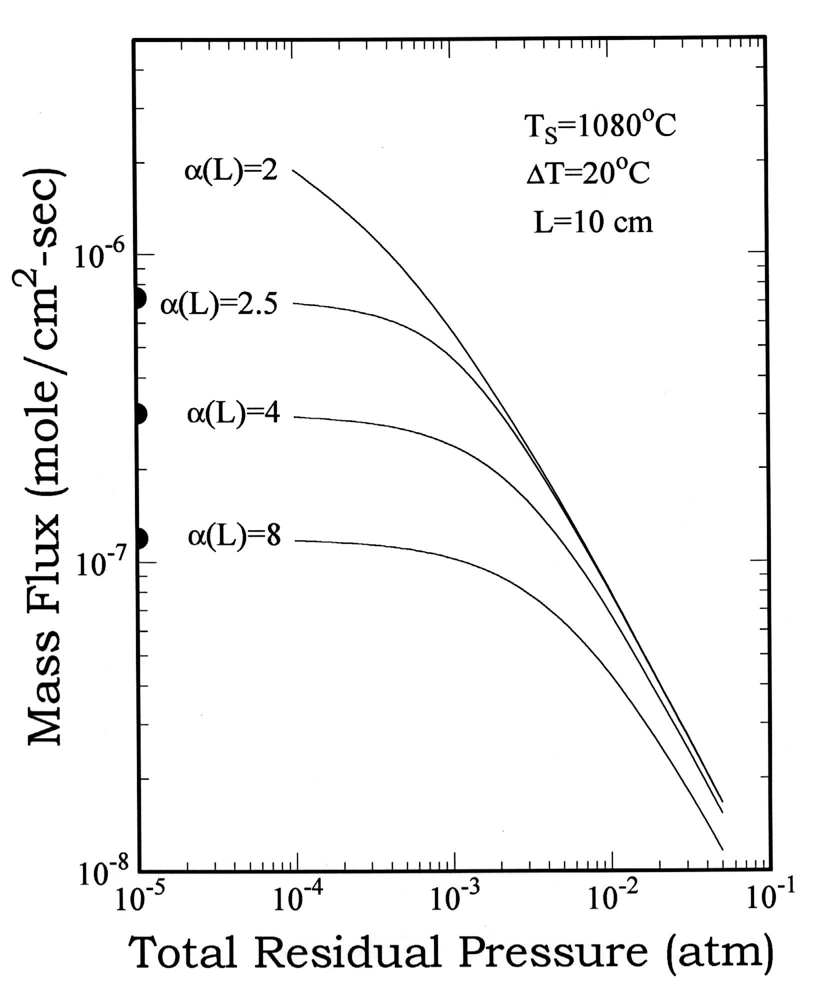 T_S=1080°C
ΔT=20°C
L=10 cm
α(L)=2
α(L)=2.5
α(L)=4
α(L)=8
Mass Flux (mole/cm²-sec)
10⁻⁶
10⁻⁷
10⁻⁸
10⁻⁵ 10⁻⁴ 10⁻³ 10⁻² 10⁻¹
Total Residual Pressure (atm)